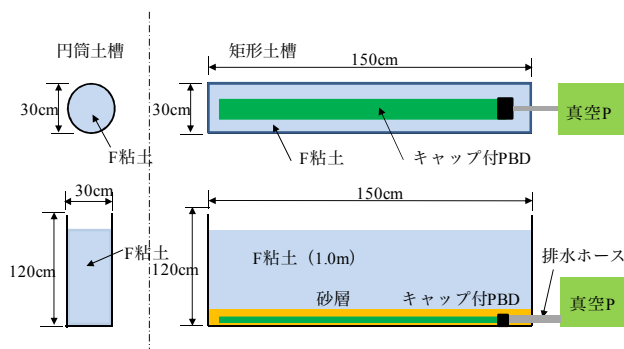 円筒土槽
矩形土槽
150cm
30cm
30cm
真空P
F粘土
F粘土
キャップ付PBD
30cm
150cm
F粘土
120cm
120cm
F粘土（1.0m）
排水ホース
砂層
キャップ付PBD
真空P